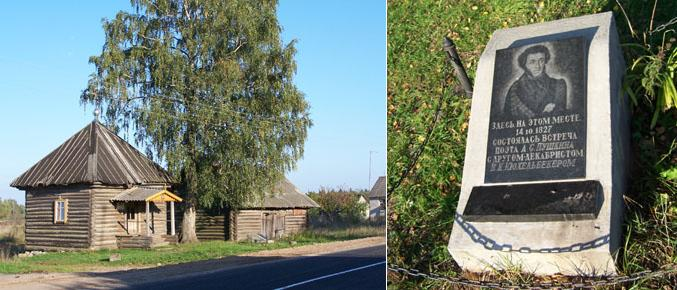 ЗДЕСЬ, НА ЭТОМ МЕСТЕ
14.10.1827
СОСТОЯЛАСЬ ВСТРЕЧА
ПОЭТА А.С. ПУШКИНА
С ДРУГОМ-ДЕКАБРИСТОМ
В.К. КЮХЕЛЬБЕКЕРОМ